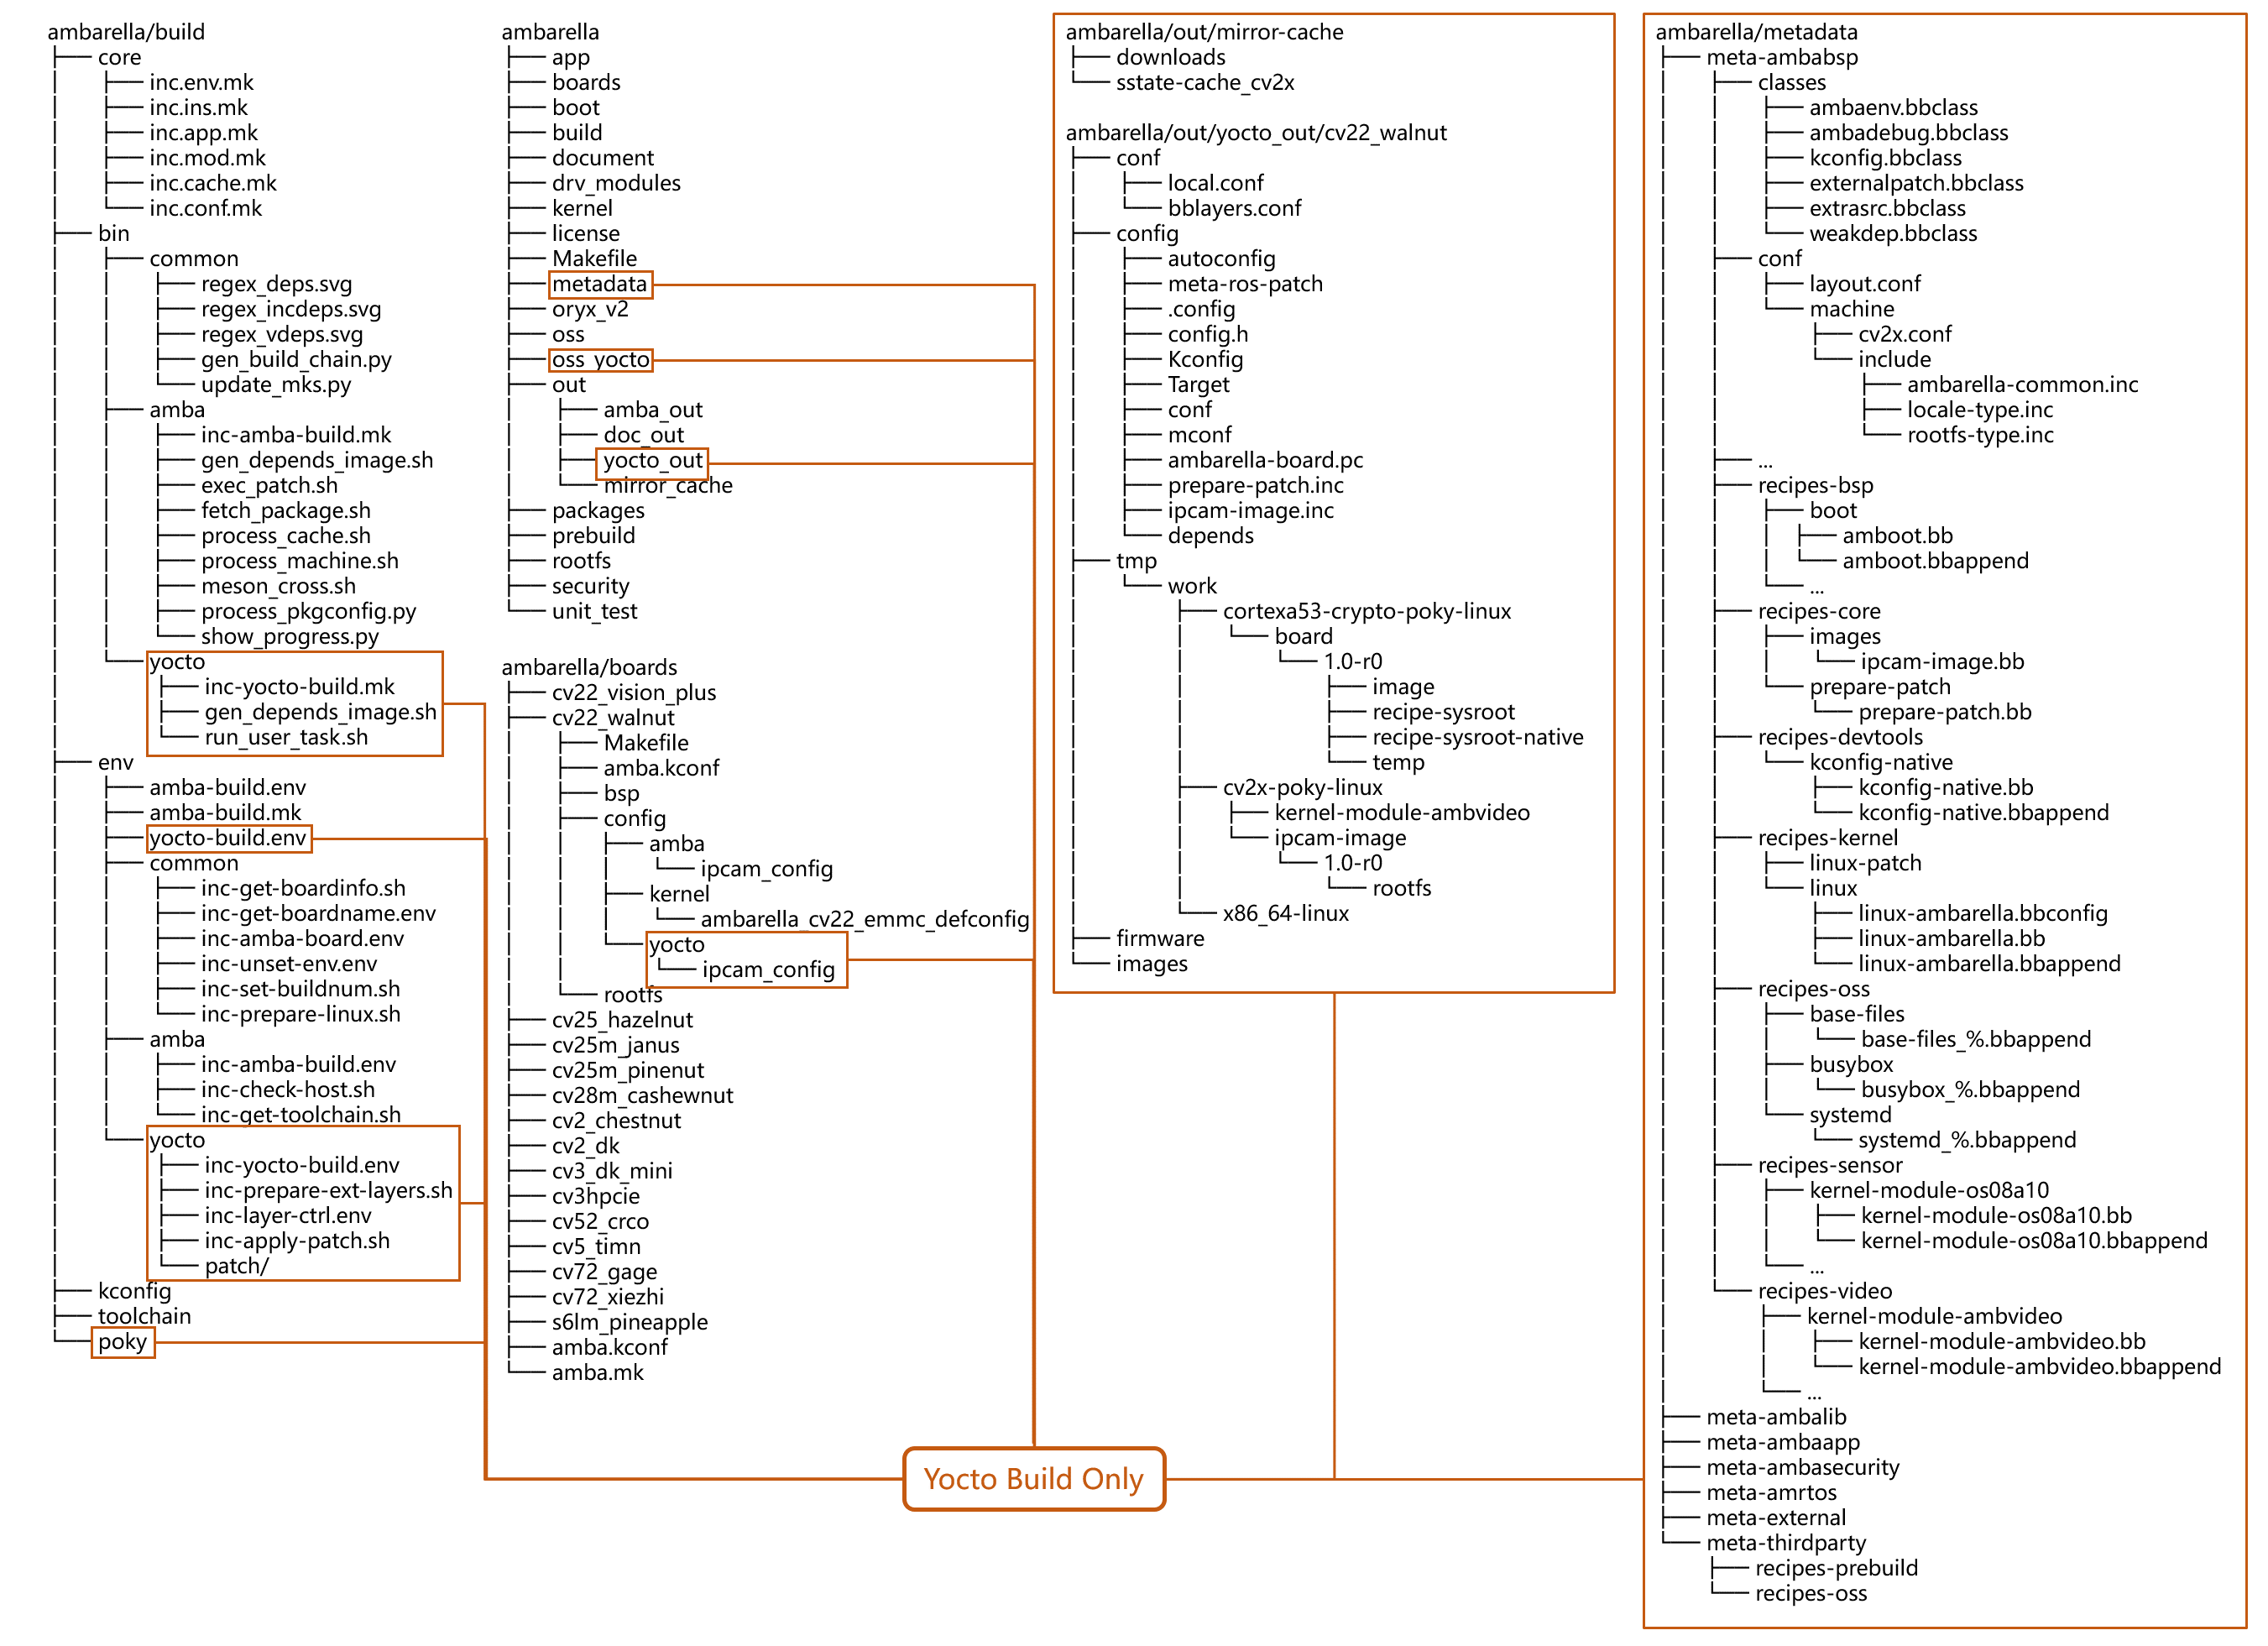 ambarella/build
core
inc.env.mk
inc.ins.mk
inc.app.mk
inc.mod.mk
inc.cache.mk
inc.conf.mk
bin
common
regex_deps.svg
regex_incdeps.svg
regex_vdeps.svg
gen_build_chain.py
update_mks.py
amba
inc-amba-build.mk
gen_depends_image.sh
exec_patch.sh
fetch_package.sh
process_cache.sh
process_machine.sh
meson_cross.sh
process_pkgconfig.py
show_progress.py
yocto
inc-yocto-build.mk
gen_depends_image.sh
run_user_task.sh
env
amba-build.env
amba-build.mk
yocto-build.env
common
inc-get-boardinfo.sh
inc-get-boardname.env
inc-amba-board.env
inc-unset-env.env
inc-set-buildnum.sh
inc-prepare-linux.sh
amba
inc-amba-build.env
inc-check-host.sh
inc-get-toolchain.sh
yocto
inc-yocto-build.env
inc-prepare-ext-layers.sh
inc-layer-ctrl.env
inc-apply-patch.sh
patch/
kconfig
toolchain
poky
ambarella
app
boards
boot
build
document
drv_modules
kernel
license
Makefile
metadata
oryx_v2
oss
oss_yocto
out
amba_out
doc_out
yocto_out
mirror_cache
packages
prebuild
rootfs
security
unit_test
ambarella/boards
cv22_vision_plus
cv22_walnut
Makefile
amba.kconf
bsp
config
amba
ipcam_config
kernel
ambarella_cv22_emmc_defconfig
yocto
ipcam_config
rootfs
cv25_hazelnut
cv25m_janus
cv25m_pinenut
cv28m_cashewnut
cv2_chestnut
cv2_dk
cv3_dk_mini
cv3hpcie
cv52_crco
cv5_timn
cv72_gage
cv72_xiezhi
s6lm_pineapple
amba.kconf
amba.mk
ambarella/out/mirror-cache
downloads
sstate-cache_cv2x
ambarella/out/yocto_out/cv22_walnut
conf
local.conf
bblayers.conf
config
autoconfig
meta-ros-patch
.config
config.h
Kconfig
Target
conf
mconf
ambarella-board.pc
prepare-patch.inc
ipcam-image.inc
depends
tmp
work
cortexa53-crypto-poky-linux
board
1.0-r0
image
recipe-sysroot
recipe-sysroot-native
temp
cv2x-poky-linux
kernel-module-ambvideo
ipcam-image
1.0-r0
rootfs
x86_64-linux
firmware
images
ambarella/metadata
meta-ambabsp
classes
ambaenv.bbclass
ambadebug.bbclass
kconfig.bbclass
externalpatch.bbclass
extrasrc.bbclass
weakdep.bbclass
conf
layout.conf
machine
cv2x.conf
include
ambarella-common.inc
locale-type.inc
rootfs-type.inc
...
recipes-bsp
boot
amboot.bb
amboot.bbappend
...
recipes-core
images
ipcam-image.bb
prepare-patch
prepare-patch.bb
recipes-devtools
kconfig-native
kconfig-native.bb
kconfig-native.bbappend
recipes-kernel
linux-patch
linux
linux-ambarella.bbconfig
linux-ambarella.bb
linux-ambarella.bbappend
recipes-oss
base-files
base-files_%.bbappend
busybox
busybox_%.bbappend
systemd
systemd_%.bbappend
recipes-sensor
kernel-module-os08a10
kernel-module-os08a10.bb
kernel-module-os08a10.bbappend
...
recipes-video
kernel-module-ambvideo
kernel-module-ambvideo.bb
kernel-module-ambvideo.bbappend
...
meta-ambalib
meta-ambaapp
meta-ambasecurity
meta-amrtos
meta-external
meta-thirdparty
recipes-prebuild
recipes-oss
Yocto Build Only